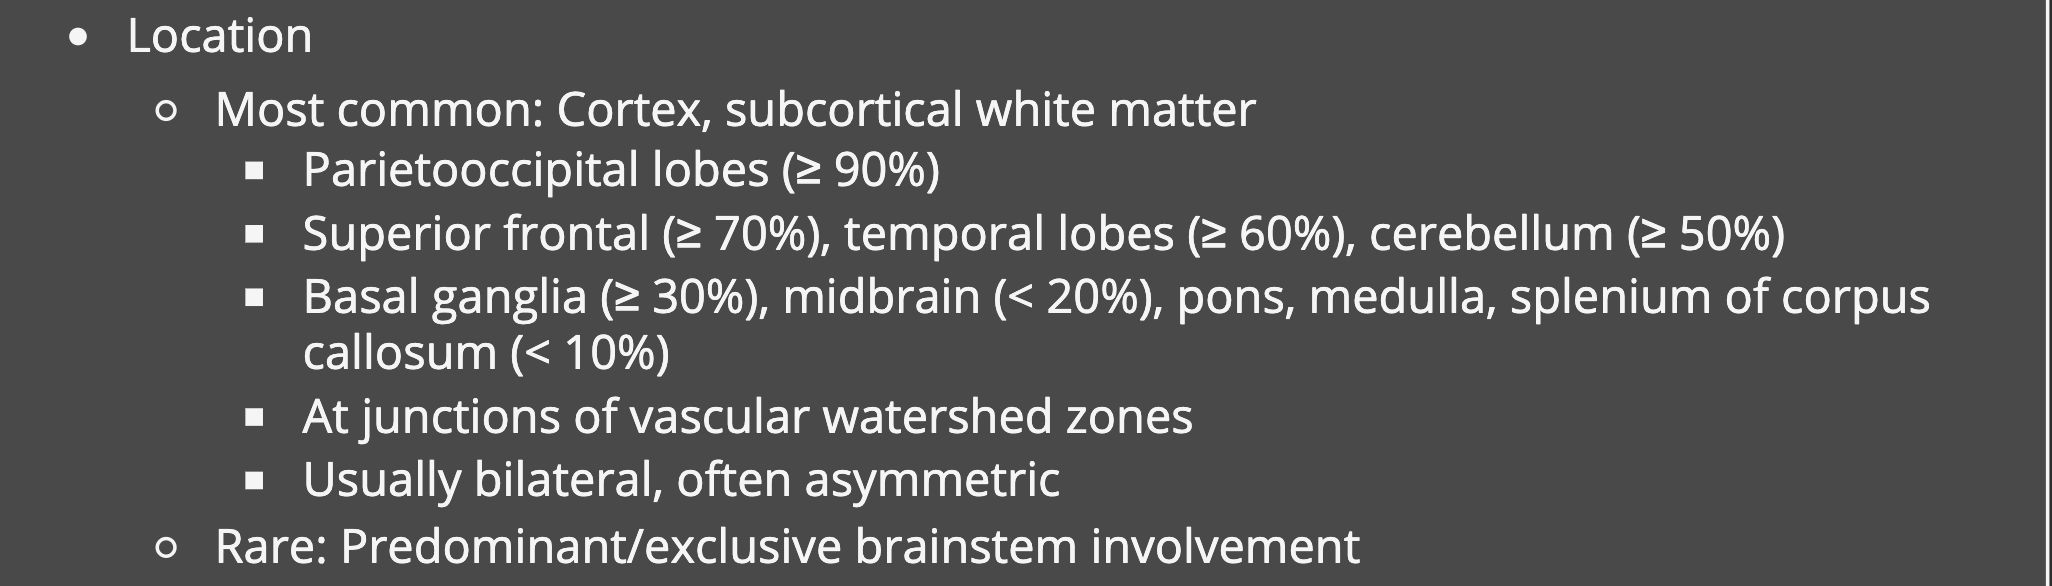 • Location
○ Most common: Cortex, subcortical white matter
▪ Parietooccipital lobes (≥ 90%)
▪ Superior frontal (≥ 70%), temporal lobes (≥ 60%), cerebellum (≥ 50%)
▪ Basal ganglia (≥ 30%), midbrain (< 20%), pons, medulla, splenium of corpus
callosum (< 10%)
▪ At junctions of vascular watershed zones
▪ Usually bilateral, often asymmetric
○ Rare: Predominant/exclusive brainstem involvement